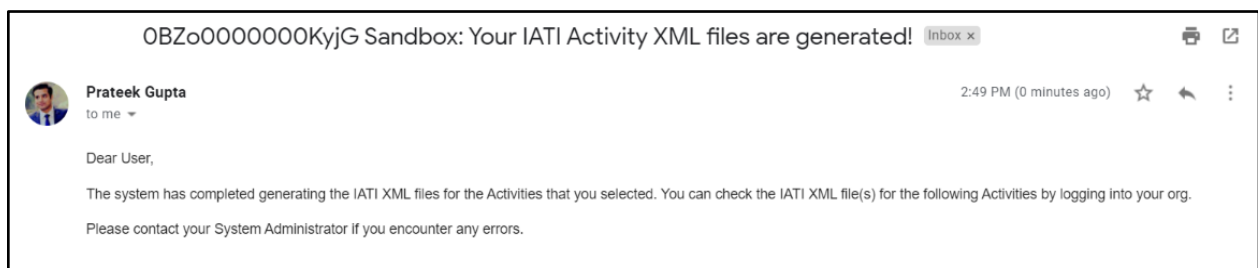 0BZo0000000KyjG Sandbox: Your IATI Activity XML files are generated! Inbox ×
Prateek Gupta 2:49 PM (0 minutes ago)
to me
Dear User,
The system has completed generating the IATI XML files for the Activities that you selected. You can check the IATI XML file(s) for the following Activities by logging into your org.
Please contact your System Administrator if you encounter any errors.